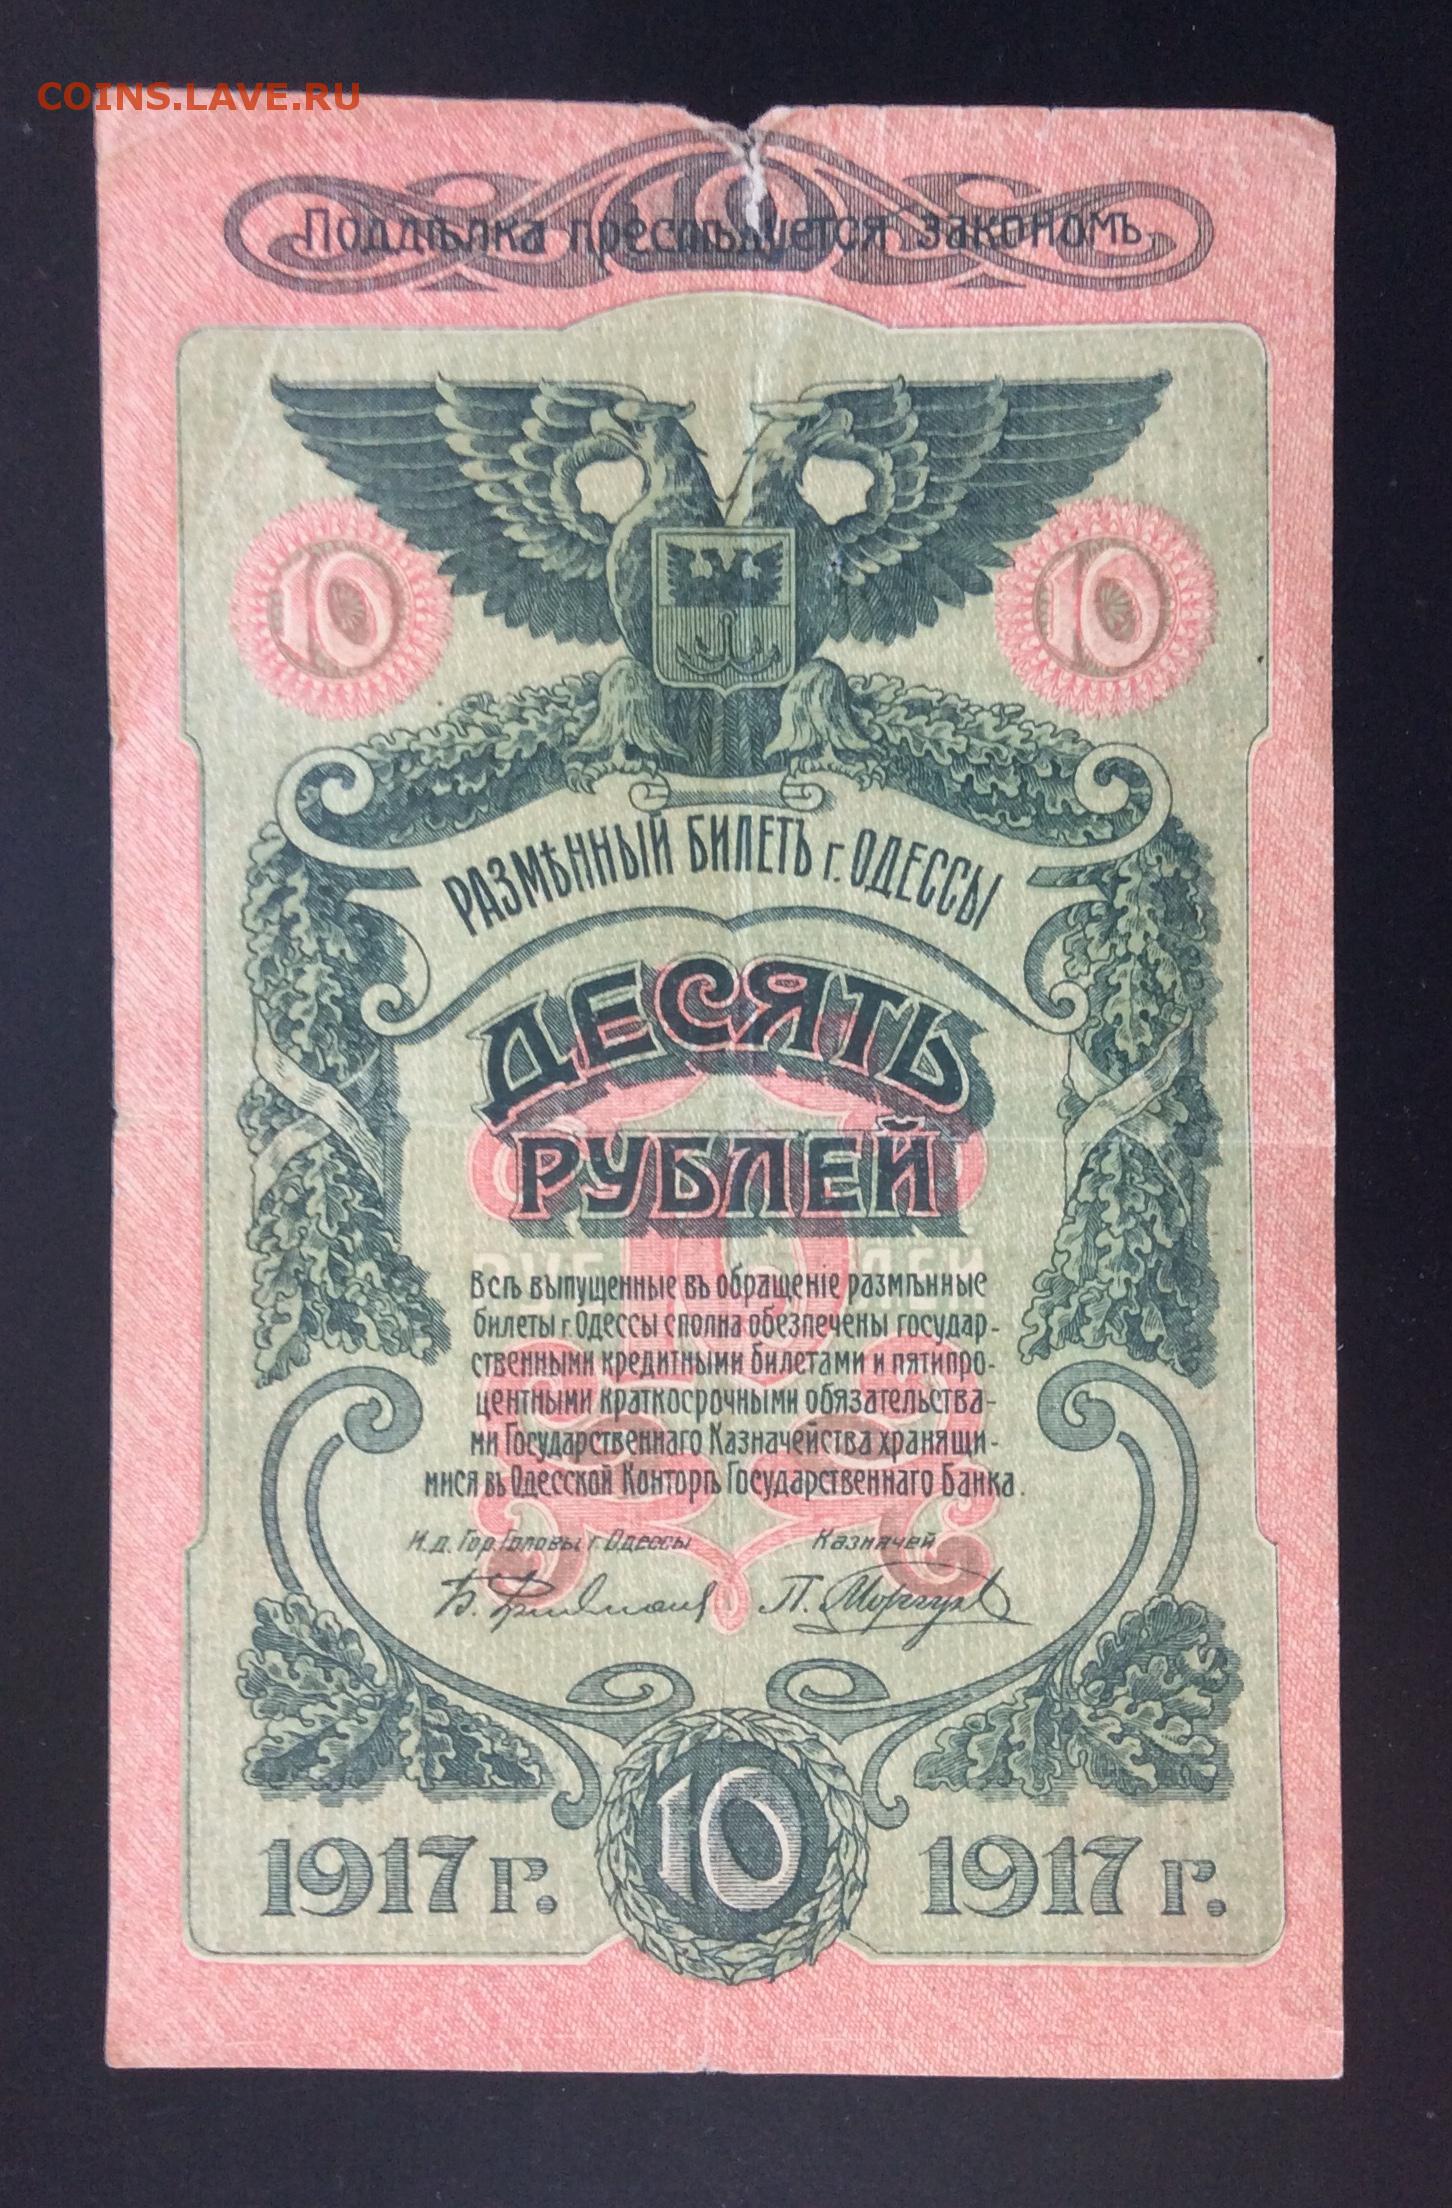 COINS.LAVE.RU
Поддѣлка преслѣдуется закономъ
10
10 10
РАЗМѢННЫЙ БИЛЕТЪ г. ОДЕССЫ
ДЕСЯТЬ
РУБЛЕЙ
Всѣ выпущенные въ обращеніе размѣнные
билеты г. Одессы сполна обезпечены государ-
ственными кредитными билетами и пятипро-
центными краткосрочными обязательства-
ми Государственнаго Казначейства хранящи-
мися въ Одесской Конторѣ Государственнаго Банка.
И. д. Гор. Головы г. Одессы Казначей
10
1917 г. 1917 г.